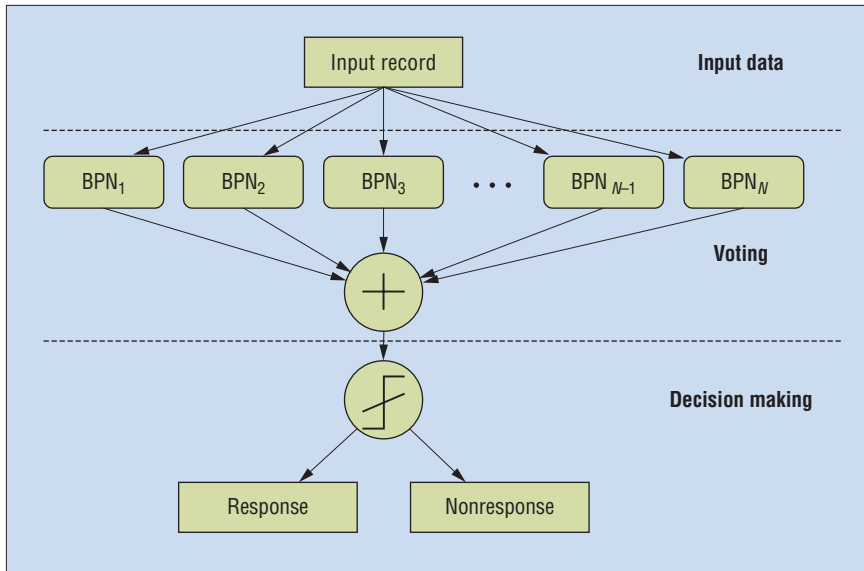 Input record
Input data
BPN1
BPN2
BPN3
• • •
BPN N–1
BPNN
Voting
+
Decision making
Response
Nonresponse